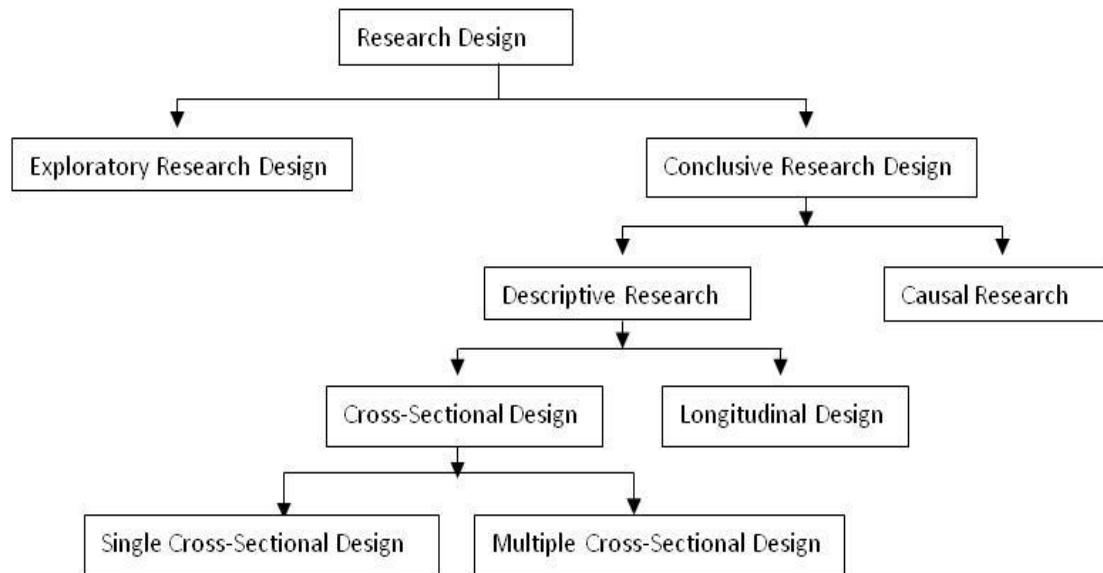 Research Design
Exploratory Research Design
Conclusive Research Design
Descriptive Research
Causal Research
Cross-Sectional Design
Longitudinal Design
Single Cross-Sectional Design
Multiple Cross-Sectional Design